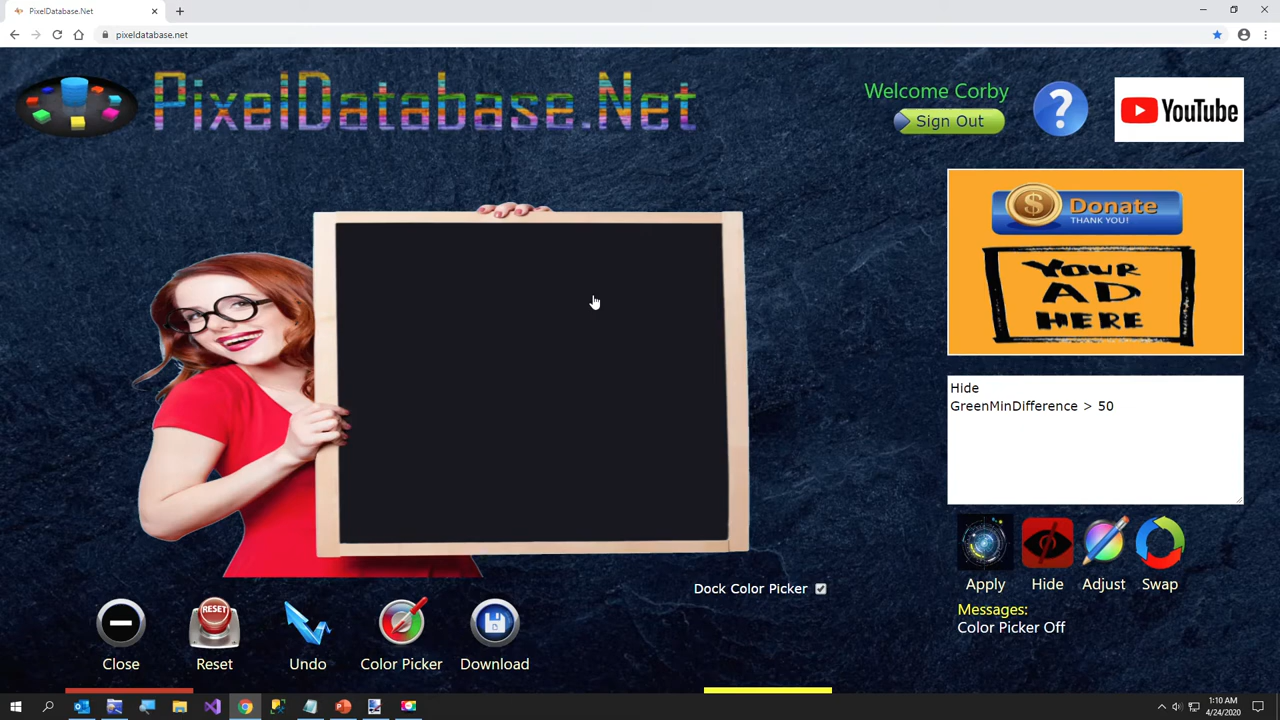 PixelDatabase.Net
pixeldatabase.net
PixelDatabase.Net
Welcome Corby
Sign Out
?
YouTube
Donate
THANK YOU!
YOUR
AD
HERE
Hide
GreenMinDifference > 50
Apply
Hide
Adjust
Swap
Dock Color Picker
Messages:
Color Picker Off
RESET
Close
Reset
Undo
Color Picker
Download
1:10 AM
4/24/2020